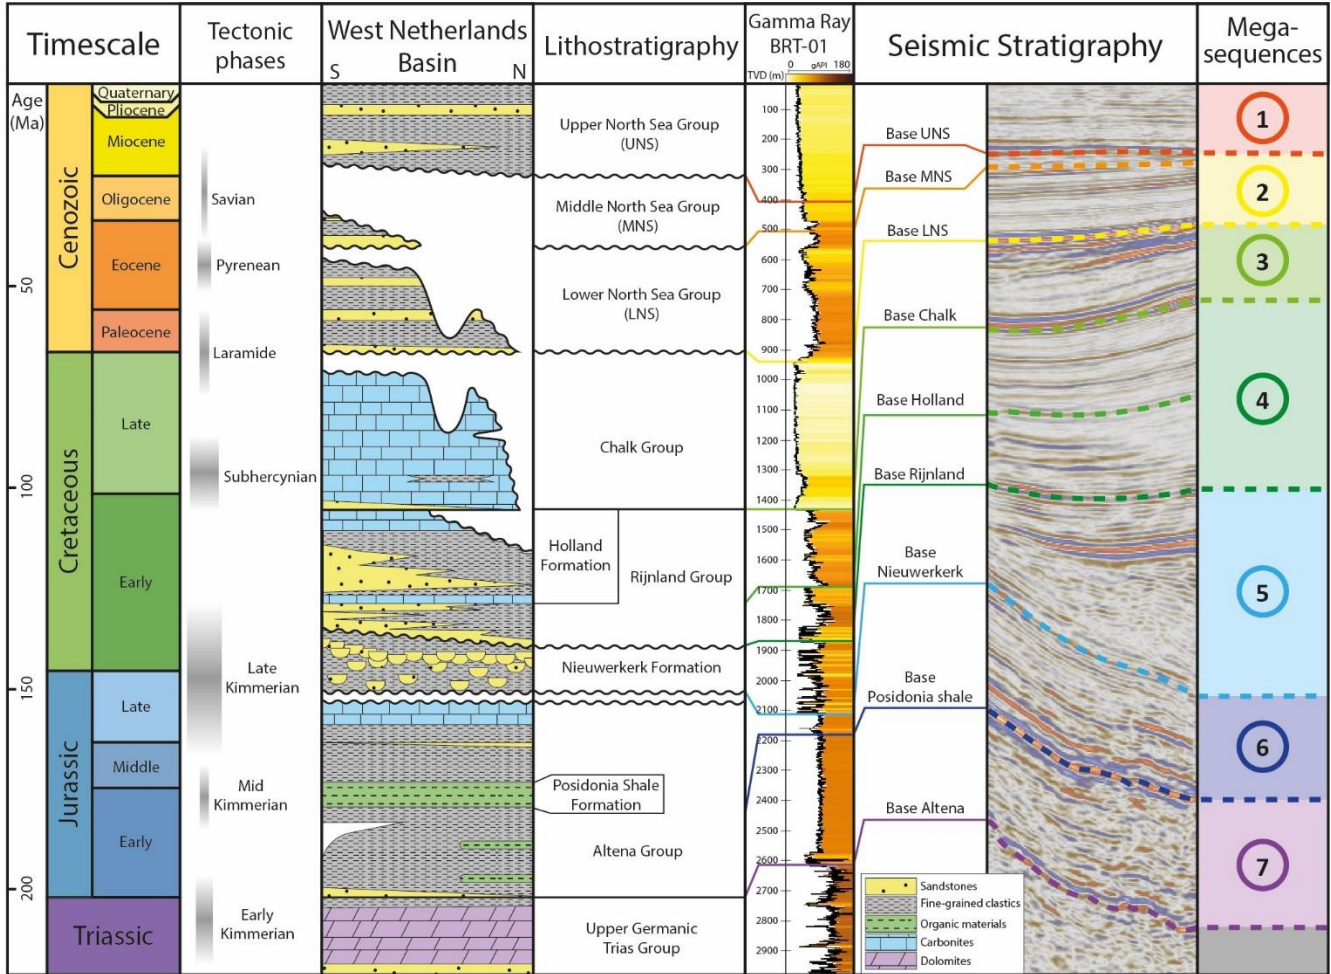 Timescale
Tectonic
phases
West Netherlands
Basin
S
N
Lithostratigraphy
Gamma Ray
BRT-01
0
gAPI
180
TVD (m)
Seismic Stratigraphy
Mega-
sequences
Age
(Ma)
50
100
150
200
Cenozoic
Cretaceous
Jurassic
Triassic
Quaternary
Pliocene
Miocene
Oligocene
Eocene
Paleocene
Late
Early
Late
Middle
Early
Savian
Pyrenean
Laramide
Subhercynian
Late
Kimmerian
Mid
Kimmerian
Early
Kimmerian
Upper North Sea Group
(UNS)
Middle North Sea Group
(MNS)
Lower North Sea Group
(LNS)
Chalk Group
Holland
Formation
Rijnland Group
Nieuwerkerk Formation
Posidonia Shale
Formation
Altena Group
Upper Germanic
Trias Group
100
200
300
400
500
600
700
800
900
1000
1100
1200
1300
1400
1500
1600
1700
1800
1900
2000
2100
2200
2300
2400
2500
2600
2700
2800
2900
Base UNS
Base MNS
Base LNS
Base Chalk
Base Holland
Base Rijnland
Base
Nieuwerkerk
Base
Posidonia shale
Base Altena
Sandstones
Fine-grained clastics
Organic materials
Carbonites
Dolomites
1
2
3
4
5
6
7